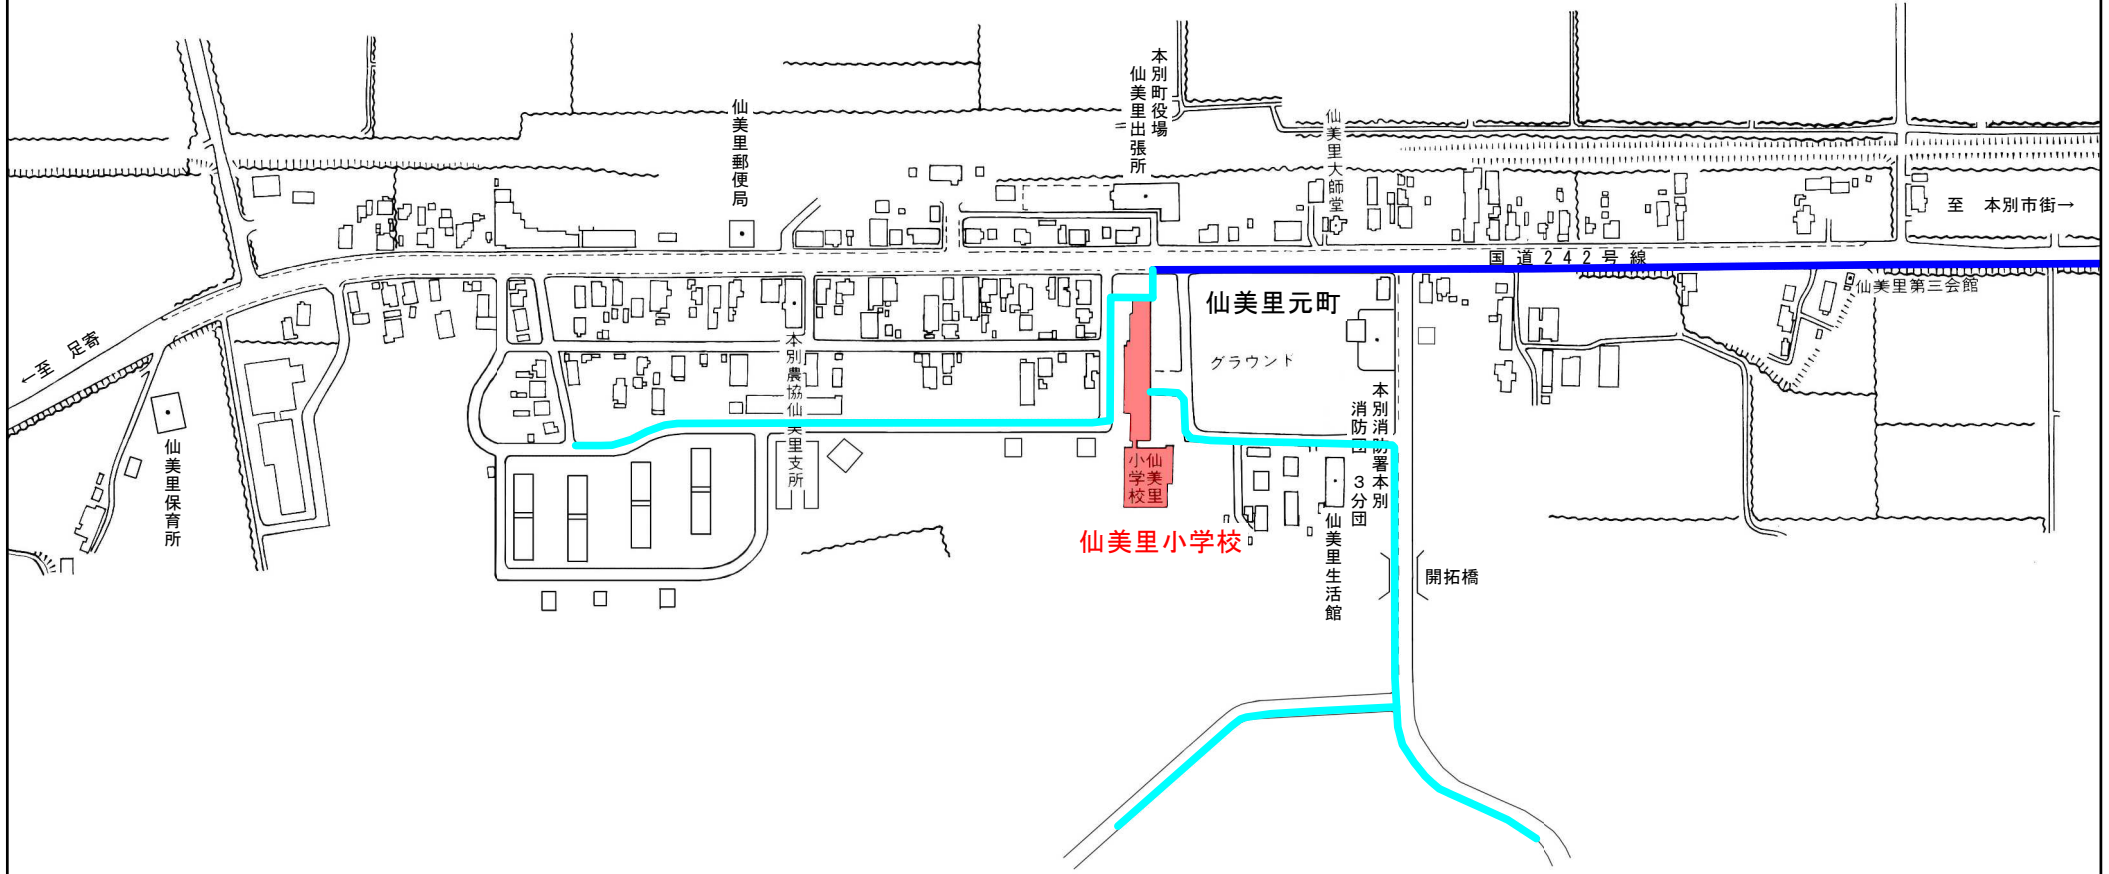 本別町役場
仙美里出張所
仙美里郵便局
仙美里大師堂
至 本別市街→
国道242号線
仙美里第三会館
仙美里元町
グラウンド
←至 足寄
本別農協仙美里支所
本別消防署本別
消防団 3分団
仙美里保育所
仙美里
小学校
仙美里小学校
仙美里生活館
開拓橋